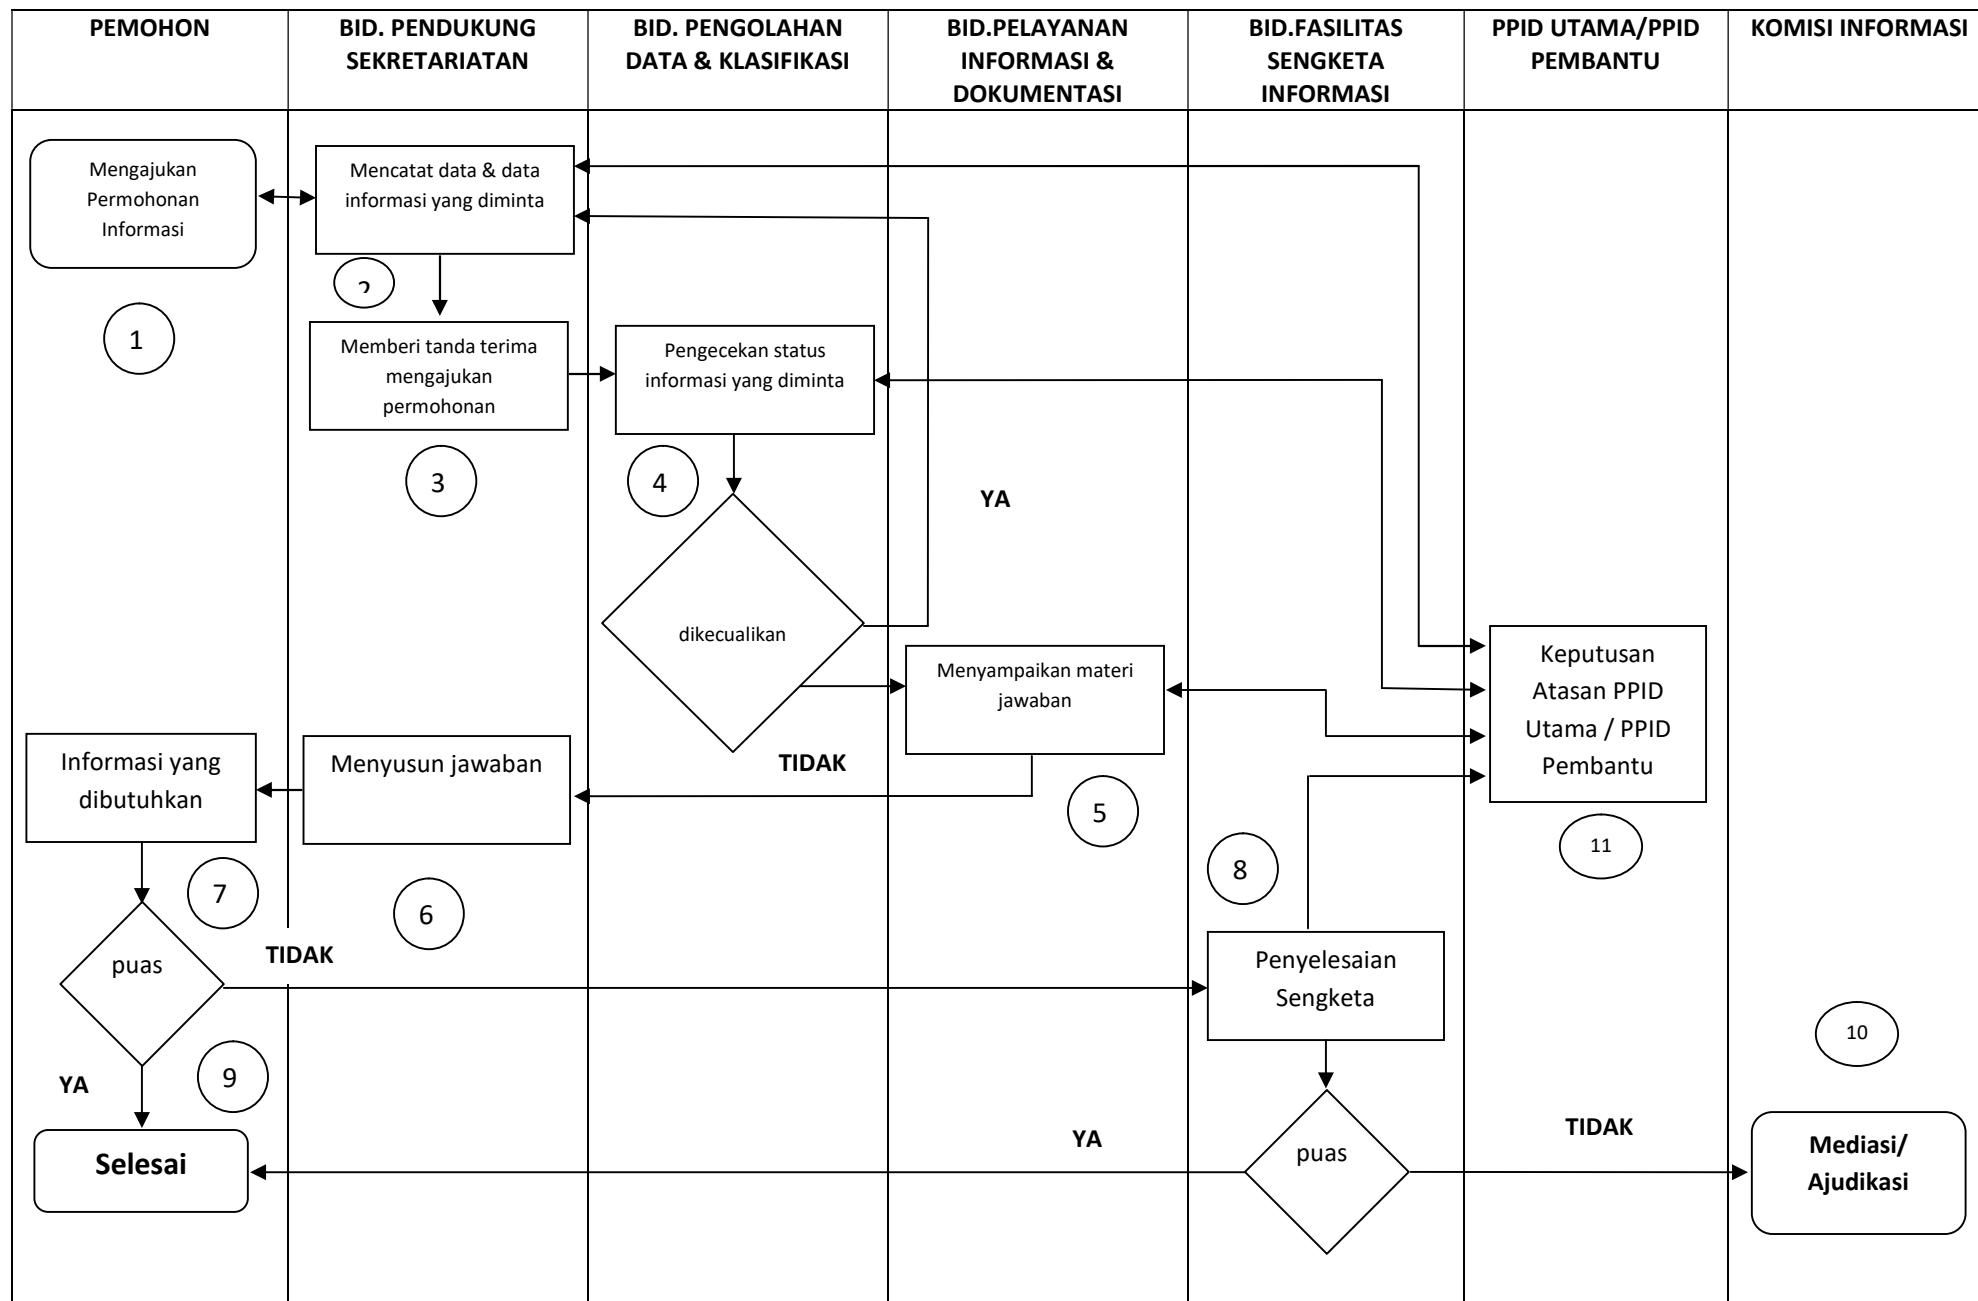 PEMOHON
BID. PENDUKUNG
SEKRETARIATAN
BID. PENGOLAHAN
DATA & KLASIFIKASI
BID.PELAYANAN
INFORMASI &
DOKUMENTASI
BID.FASILITAS
SENGKETA
INFORMASI
PPID UTAMA/PPID
PEMBANTU
KOMISI INFORMASI
Mengajukan
Permohonan
Informasi
1
Mencatat data & data
informasi yang diminta
2
Memberi tanda terima
mengajukan
permohonan
3
Pengecekan status
informasi yang diminta
4
YA
dikecualikan
TIDAK
Menyampaikan materi
jawaban
5
Keputusan
Atasan PPID
Utama / PPID
Pembantu
11
Informasi yang
dibutuhkan
7
Menyusun jawaban
6
8
puas
TIDAK
Penyelesaian
Sengketa
YA
9
Selesai
YA
puas
TIDAK
10
Mediasi/
Ajudikasi